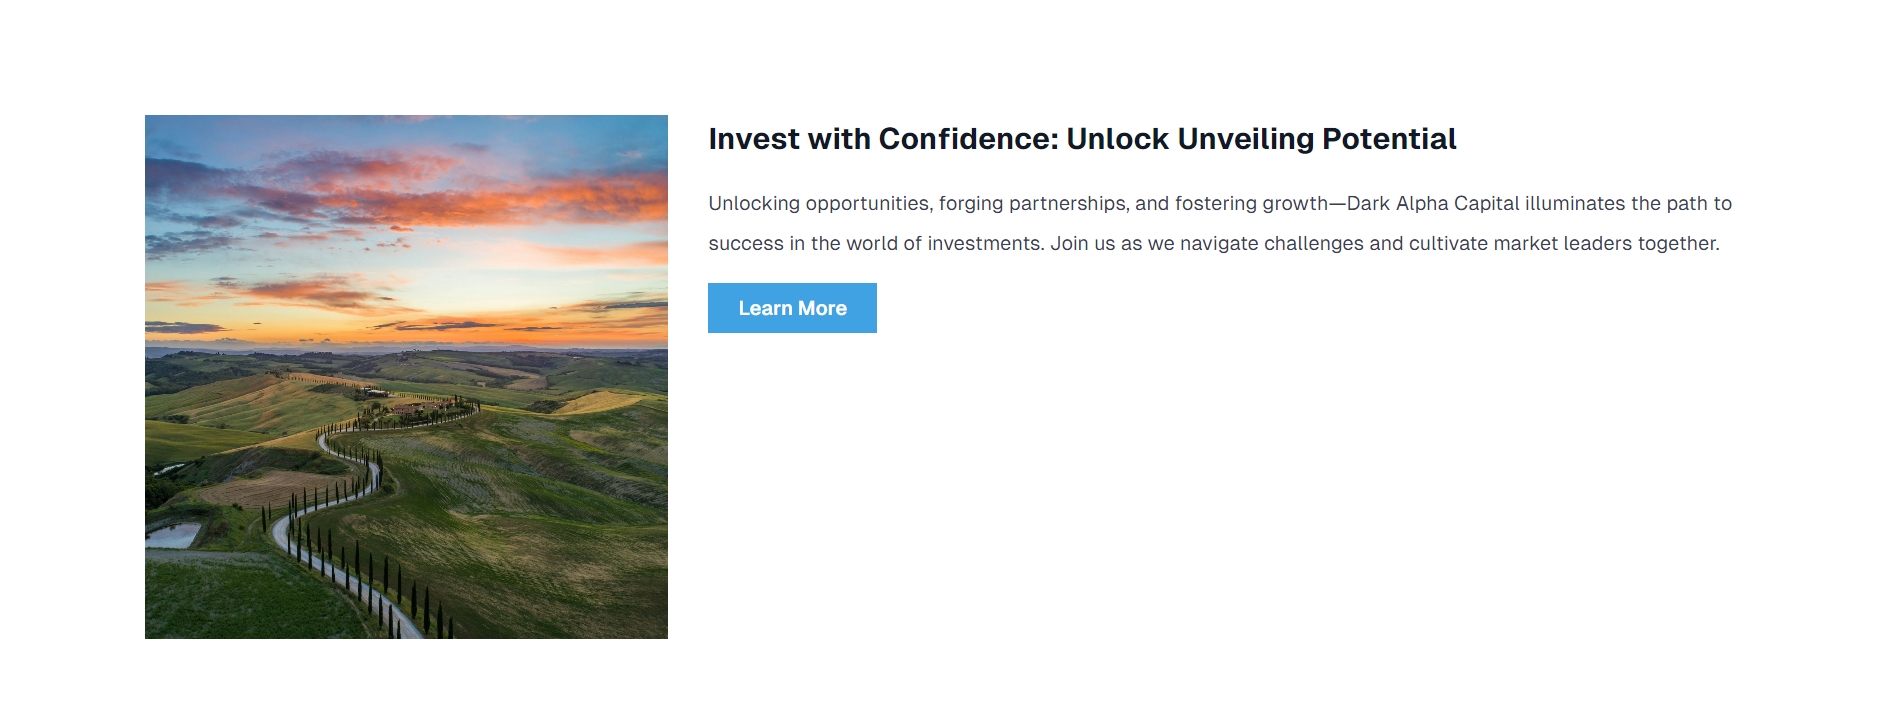 Invest with Confidence: Unlock Unveiling Potential
Unlocking opportunities, forging partnerships, and fostering growth—Dark Alpha Capital illuminates the path to
success in the world of investments. Join us as we navigate challenges and cultivate market leaders together.
Learn More